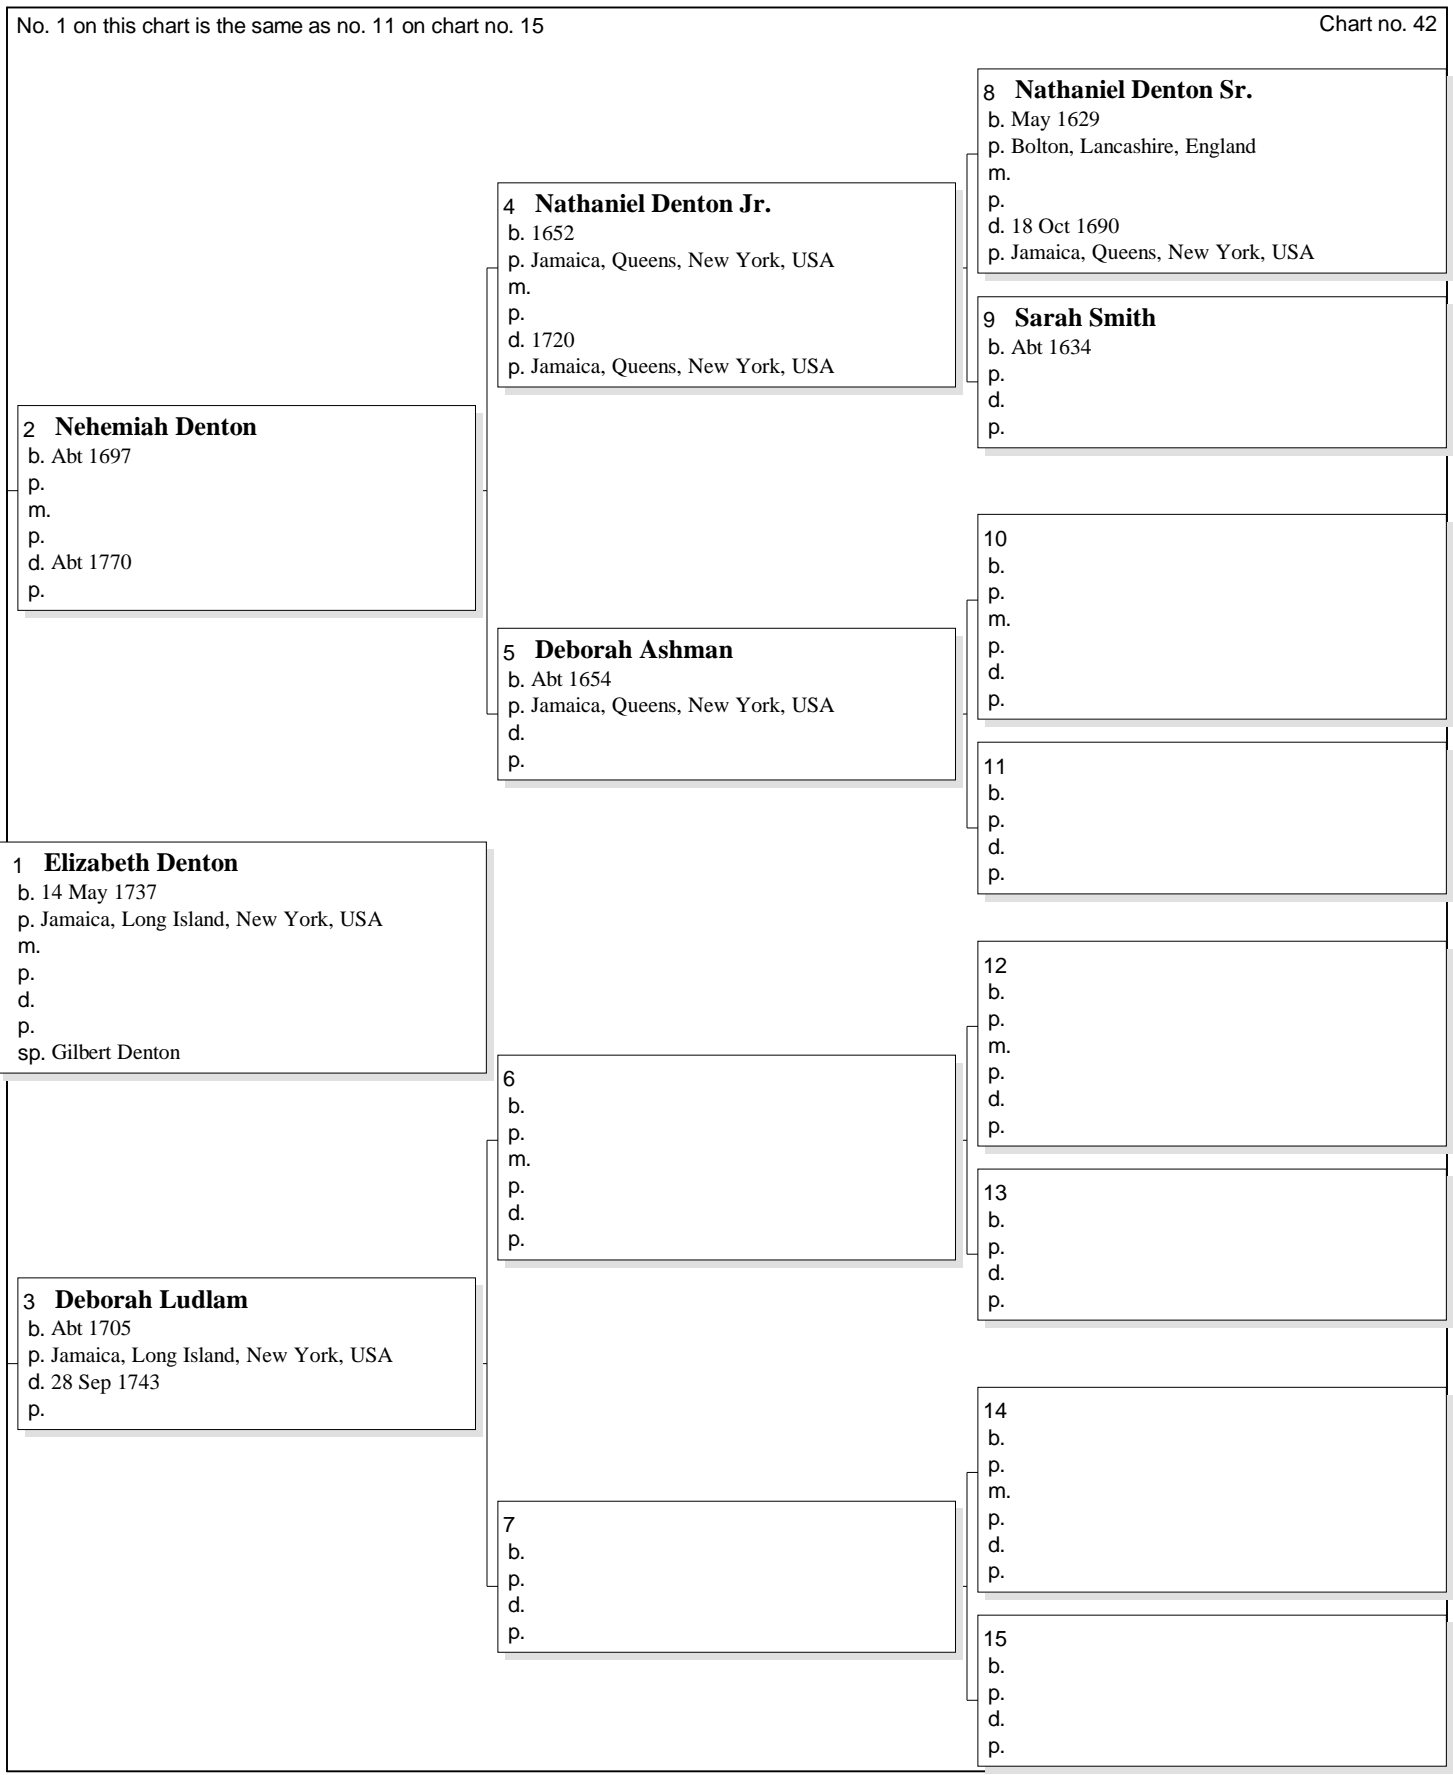 No. 1 on this chart is the same as no. 11 on chart no. 15
Chart no. 42
8 Nathaniel Denton Sr.
b. May 1629
p. Bolton, Lancashire, England
m.
p.
d. 18 Oct 1690
p. Jamaica, Queens, New York, USA
4 Nathaniel Denton Jr.
b. 1652
p. Jamaica, Queens, New York, USA
m.
p.
d. 1720
p. Jamaica, Queens, New York, USA
9 Sarah Smith
b. Abt 1634
p.
d.
p.
2 Nehemiah Denton
b. Abt 1697
p.
m.
p.
d. Abt 1770
p.
10
b.
p.
m.
p.
d.
p.
5 Deborah Ashman
b. Abt 1654
p. Jamaica, Queens, New York, USA
d.
p.
11
b.
p.
d.
p.
1 Elizabeth Denton
b. 14 May 1737
p. Jamaica, Long Island, New York, USA
m.
p.
d.
p.
sp. Gilbert Denton
12
b.
p.
m.
p.
d.
p.
6
b.
p.
m.
p.
d.
p.
13
b.
p.
d.
p.
3 Deborah Ludlam
b. Abt 1705
p. Jamaica, Long Island, New York, USA
d. 28 Sep 1743
p.
14
b.
p.
m.
p.
d.
p.
7
b.
p.
d.
p.
15
b.
p.
d.
p.